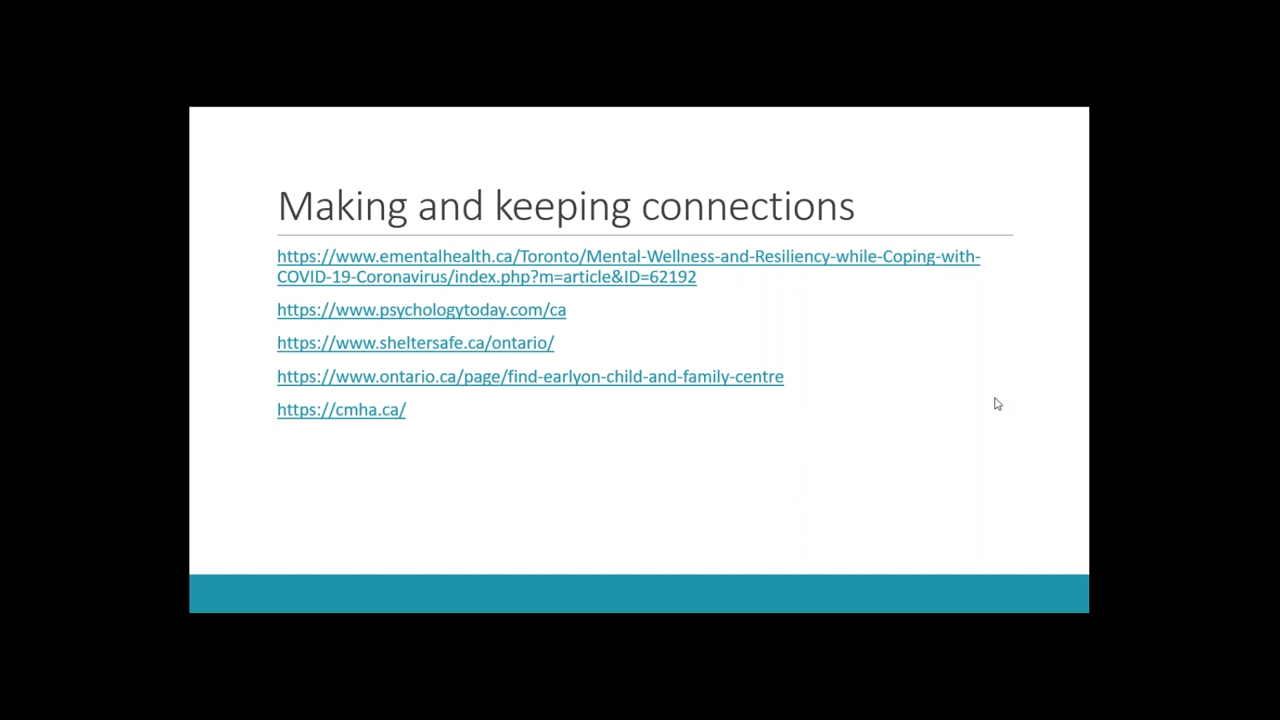 Making and keeping connections
https://www.ementalhealth.ca/Toronto/Mental-Wellness-and-Resiliency-while-Coping-with-
COVID-19-Coronavirus/index.php?m=article&ID=62192
https://www.psychologytoday.com/ca
https://www.sheltersafe.ca/ontario/
https://www.ontario.ca/page/find-earlyon-child-and-family-centre
https://cmha.ca/